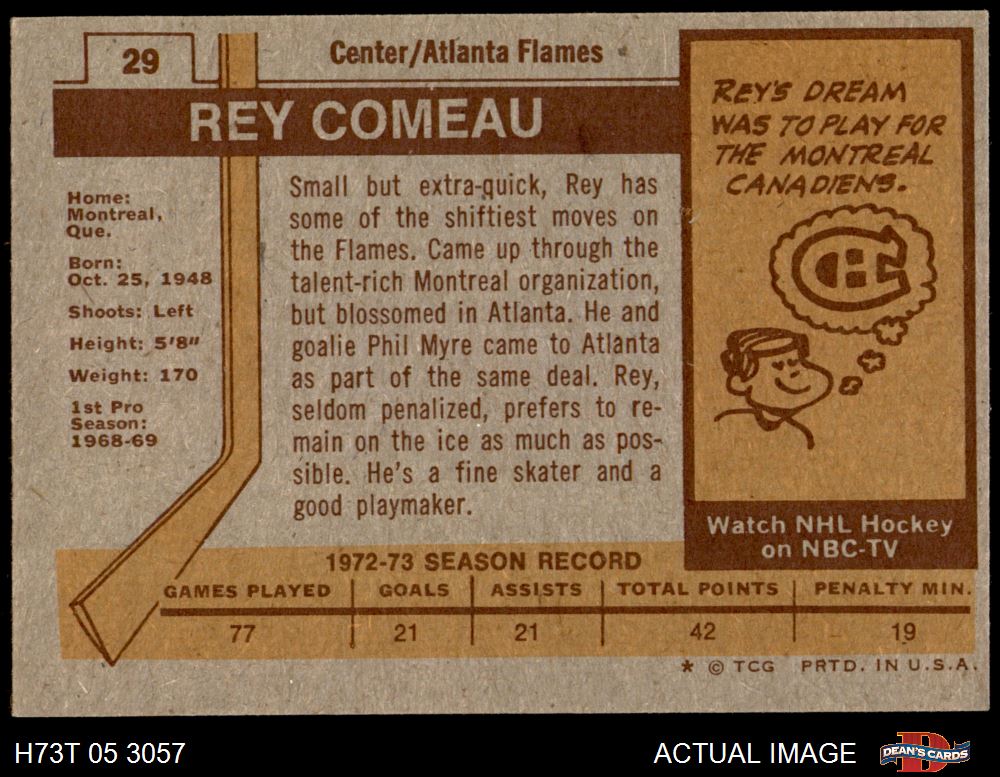 29
Center/Atlanta Flames
REY COMEAU
Home:
Montreal,
Que.
Born:
Oct. 25, 1948
Shoots: Left
Height: 5'8"
Weight: 170
1st Pro
Season:
1968-69
Small but extra-quick, Rey has
some of the shiftiest moves on
the Flames. Came up through the
talent-rich Montreal organization,
but blossomed in Atlanta. He and
goalie Phil Myre came to Atlanta
as part of the same deal. Rey,
seldom penalized, prefers to re-
main on the ice as much as pos-
sible. He's a fine skater and a
good playmaker.
REY'S DREAM
WAS TO PLAY FOR
THE MONTREAL
CANADIENS.
CH
Watch NHL Hockey
on NBC-TV
1972-73 SEASON RECORD
GAMES PLAYED GOALS ASSISTS TOTAL POINTS PENALTY MIN.
77 21 21 42 19
* © TCG PRTD. IN U.S.A.
H73T 05 3057
ACTUAL IMAGE
D
DEAN'S CARDS